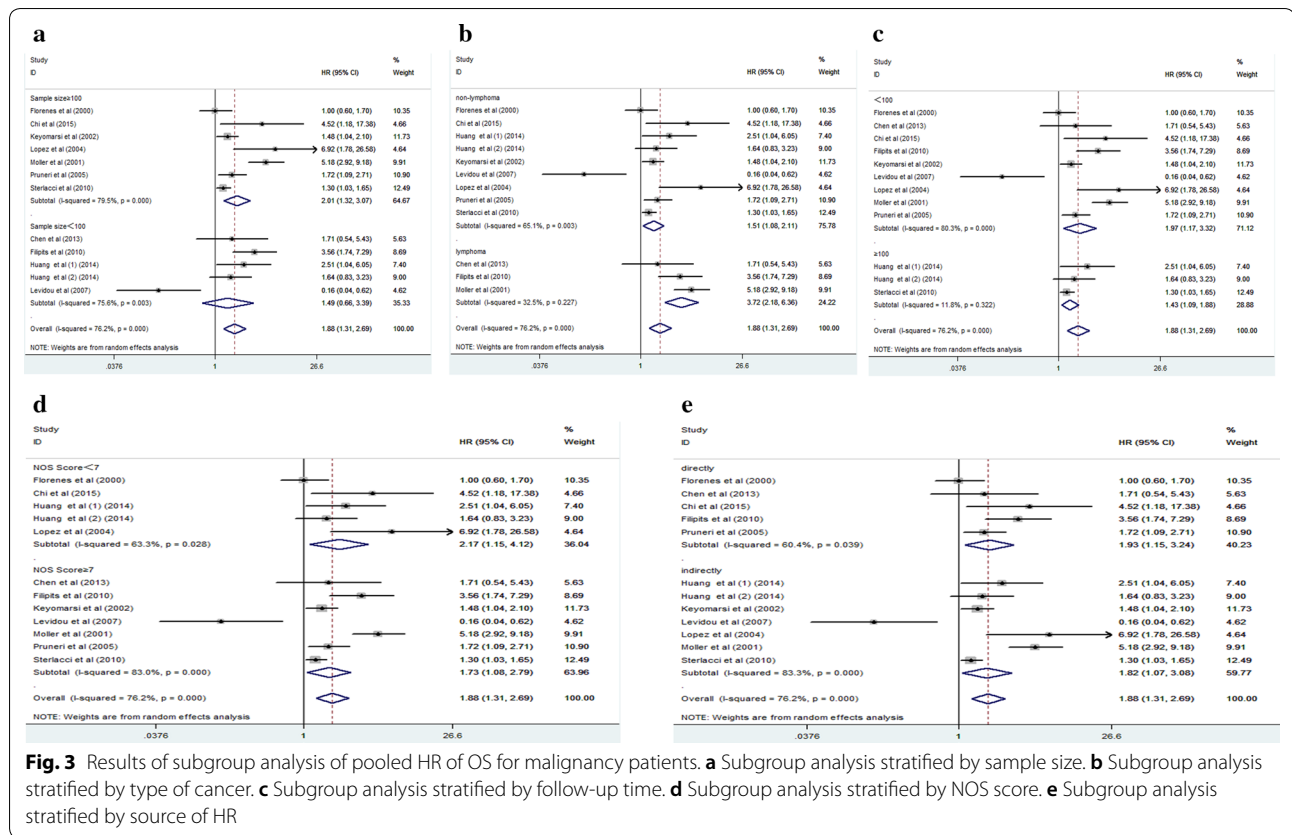 a
Study %
ID HR (95% CI) Weight
Sample size≥100
Florenes et al (2000) 1.00 (0.60, 1.70) 10.35
Chi et al (2015) 4.52 (1.18, 17.38) 4.66
Keyomarsi et al (2002) 1.48 (1.04, 2.10) 11.73
Lopez et al (2004) 6.92 (1.78, 26.58) 4.64
Moller et al (2001) 5.18 (2.92, 9.18) 9.91
Pruneri et al (2005) 1.72 (1.09, 2.71) 10.90
Sterlacci et al (2010) 1.30 (1.03, 1.65) 12.49
Subtotal (I-squared = 79.5%, p = 0.000) 2.01 (1.32, 3.07) 64.67
.
Sample size<100
Chen et al (2013) 1.71 (0.54, 5.43) 5.63
Filipits et al (2010) 3.56 (1.74, 7.29) 8.69
Huang et al (1) (2014) 2.51 (1.04, 6.05) 7.40
Huang et al (2) (2014) 1.64 (0.83, 3.23) 9.00
Levidou et al (2007) 0.16 (0.04, 0.62) 4.62
Subtotal (I-squared = 75.6%, p = 0.003) 1.49 (0.66, 3.39) 35.33
.
Overall (I-squared = 76.2%, p = 0.000) 1.88 (1.31, 2.69) 100.00
NOTE: Weights are from random effects analysis
.0376 1 26.6
b
Study %
ID HR (95% CI) Weight
non-lymphoma
Florenes et al (2000) 1.00 (0.60, 1.70) 10.35
Chi et al (2015) 4.52 (1.18, 17.38) 4.66
Huang et al (1) (2014) 2.51 (1.04, 6.05) 7.40
Huang et al (2) (2014) 1.64 (0.83, 3.23) 9.00
Keyomarsi et al (2002) 1.48 (1.04, 2.10) 11.73
Levidou et al (2007) 0.16 (0.04, 0.62) 4.62
Lopez et al (2004) 6.92 (1.78, 26.58) 4.64
Pruneri et al (2005) 1.72 (1.09, 2.71) 10.90
Sterlacci et al (2010) 1.30 (1.03, 1.65) 12.49
Subtotal (I-squared = 65.1%, p = 0.003) 1.51 (1.08, 2.11) 75.78
.
lymphoma
Chen et al (2013) 1.71 (0.54, 5.43) 5.63
Filipits et al (2010) 3.56 (1.74, 7.29) 8.69
Moller et al (2001) 5.18 (2.92, 9.18) 9.91
Subtotal (I-squared = 32.5%, p = 0.227) 3.72 (2.18, 6.36) 24.22
.
Overall (I-squared = 76.2%, p = 0.000) 1.88 (1.31, 2.69) 100.00
NOTE: Weights are from random effects analysis
.0376 1 26.6
c
Study %
ID HR (95% CI) Weight
<100
Florenes et al (2000) 1.00 (0.60, 1.70) 10.35
Chen et al (2013) 1.71 (0.54, 5.43) 5.63
Chi et al (2015) 4.52 (1.18, 17.38) 4.66
Filipits et al (2010) 3.56 (1.74, 7.29) 8.69
Keyomarsi et al (2002) 1.48 (1.04, 2.10) 11.73
Levidou et al (2007) 0.16 (0.04, 0.62) 4.62
Lopez et al (2004) 6.92 (1.78, 26.58) 4.64
Moller et al (2001) 5.18 (2.92, 9.18) 9.91
Pruneri et al (2005) 1.72 (1.09, 2.71) 10.90
Subtotal (I-squared = 80.3%, p = 0.000) 1.97 (1.17, 3.32) 71.12
.
≥100
Huang et al (1) (2014) 2.51 (1.04, 6.05) 7.40
Huang et al (2) (2014) 1.64 (0.83, 3.23) 9.00
Sterlacci et al (2010) 1.30 (1.03, 1.65) 12.49
Subtotal (I-squared = 11.8%, p = 0.322) 1.43 (1.09, 1.88) 28.88
.
Overall (I-squared = 76.2%, p = 0.000) 1.88 (1.31, 2.69) 100.00
NOTE: Weights are from random effects analysis
.0376 1 26.6
d
Study %
ID HR (95% CI) Weight
NOS Score<7
Florenes et al (2000) 1.00 (0.60, 1.70) 10.35
Chi et al (2015) 4.52 (1.18, 17.38) 4.66
Huang et al (1) (2014) 2.51 (1.04, 6.05) 7.40
Huang et al (2) (2014) 1.64 (0.83, 3.23) 9.00
Lopez et al (2004) 6.92 (1.78, 26.58) 4.64
Subtotal (I-squared = 63.3%, p = 0.028) 2.17 (1.15, 4.12) 36.04
.
NOS Score≥7
Chen et al (2013) 1.71 (0.54, 5.43) 5.63
Filipits et al (2010) 3.56 (1.74, 7.29) 8.69
Keyomarsi et al (2002) 1.48 (1.04, 2.10) 11.73
Levidou et al (2007) 0.16 (0.04, 0.62) 4.62
Moller et al (2001) 5.18 (2.92, 9.18) 9.91
Pruneri et al (2005) 1.72 (1.09, 2.71) 10.90
Sterlacci et al (2010) 1.30 (1.03, 1.65) 12.49
Subtotal (I-squared = 83.0%, p = 0.000) 1.73 (1.08, 2.79) 63.96
.
Overall (I-squared = 76.2%, p = 0.000) 1.88 (1.31, 2.69) 100.00
NOTE: Weights are from random effects analysis
.0376 1 26.6
e
Study %
ID HR (95% CI) Weight
directly
Florenes et al (2000) 1.00 (0.60, 1.70) 10.35
Chen et al (2013) 1.71 (0.54, 5.43) 5.63
Chi et al (2015) 4.52 (1.18, 17.38) 4.66
Filipits et al (2010) 3.56 (1.74, 7.29) 8.69
Pruneri et al (2005) 1.72 (1.09, 2.71) 10.90
Subtotal (I-squared = 60.4%, p = 0.039) 1.93 (1.15, 3.24) 40.23
.
indirectly
Huang et al (1) (2014) 2.51 (1.04, 6.05) 7.40
Huang et al (2) (2014) 1.64 (0.83, 3.23) 9.00
Keyomarsi et al (2002) 1.48 (1.04, 2.10) 11.73
Levidou et al (2007) 0.16 (0.04, 0.62) 4.62
Lopez et al (2004) 6.92 (1.78, 26.58) 4.64
Moller et al (2001) 5.18 (2.92, 9.18) 9.91
Sterlacci et al (2010) 1.30 (1.03, 1.65) 12.49
Subtotal (I-squared = 83.3%, p = 0.000) 1.82 (1.07, 3.08) 59.77
.
Overall (I-squared = 76.2%, p = 0.000) 1.88 (1.31, 2.69) 100.00
NOTE: Weights are from random effects analysis
.0376 1 26.6
Fig. 3 Results of subgroup analysis of pooled HR of OS for malignancy patients. a Subgroup analysis stratified by sample size. b Subgroup analysis
stratified by type of cancer. c Subgroup analysis stratified by follow-up time. d Subgroup analysis stratified by NOS score. e Subgroup analysis
stratified by source of HR